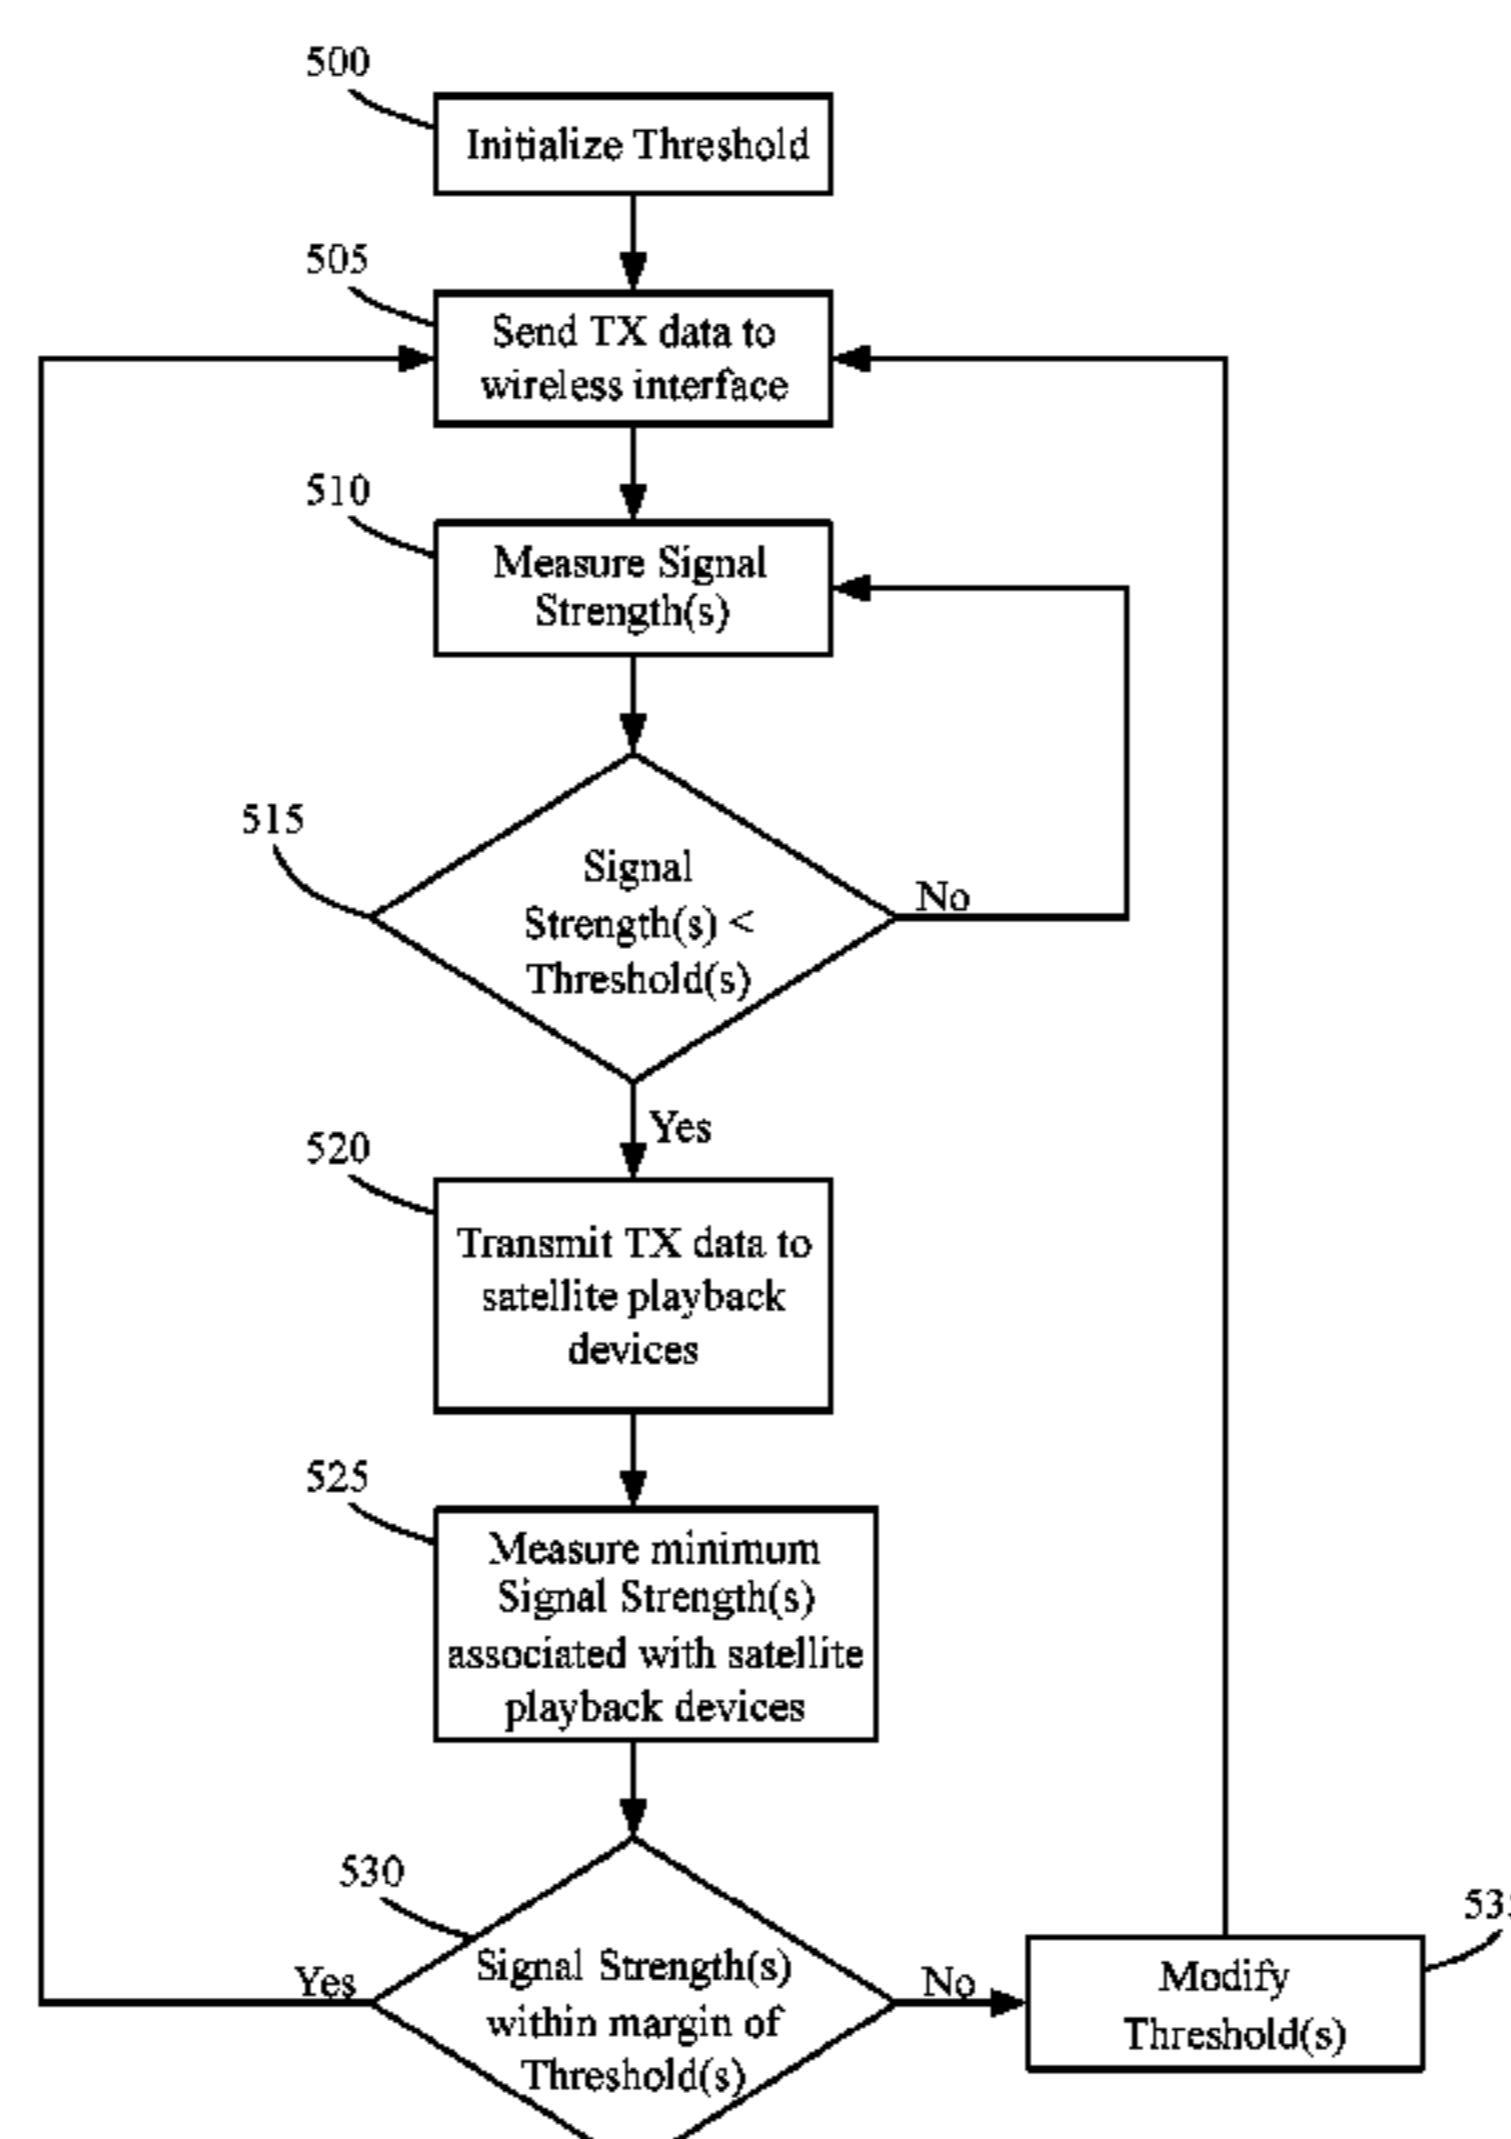 500
Initialize Threshold
505
Send TX data to
wireless interface
510
Measure Signal
Strength(s)
515
Signal
Strength(s) <
Threshold(s)
No
Yes
520
Transmit TX data to
satellite playback
devices
525
Measure minimum
Signal Strength(s)
associated with satellite
playback devices
530
Signal Strength(s)
within margin of
Threshold(s)
Yes
No
Modify
Threshold(s)